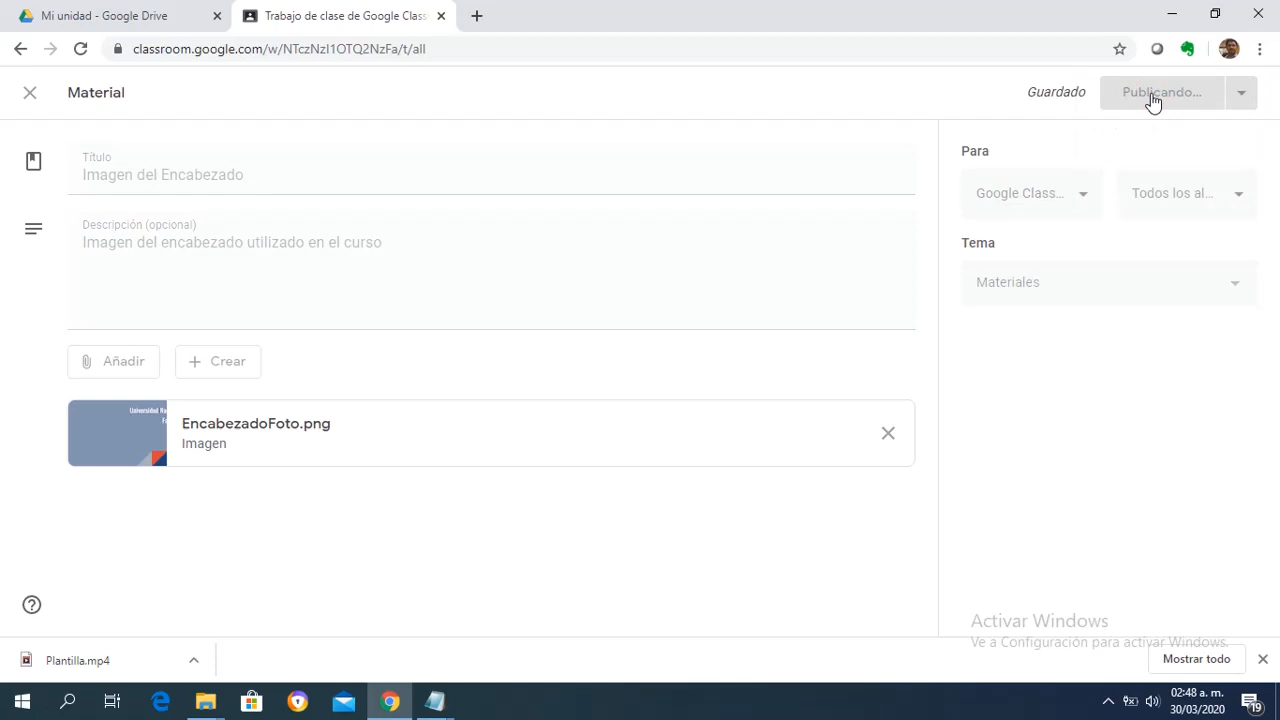 Mi unidad - Google Drive
Trabajo de clase de Google Class
classroom.google.com/w/NTczNzI1OTQ2NzFa/t/all
Material
Guardado
Publicando...
Título
Imagen del Encabezado
Descripción (opcional)
Imagen del encabezado utilizado en el curso
Para
Google Class...
Todos los al...
Tema
Materiales
Añadir
Crear
Universidad
EncabezadoFoto.png
Imagen
Activar Windows
Ve a Configuración para activar Windows.
Plantilla.mp4
Mostrar todo
02:48 a. m.
30/03/2020
19